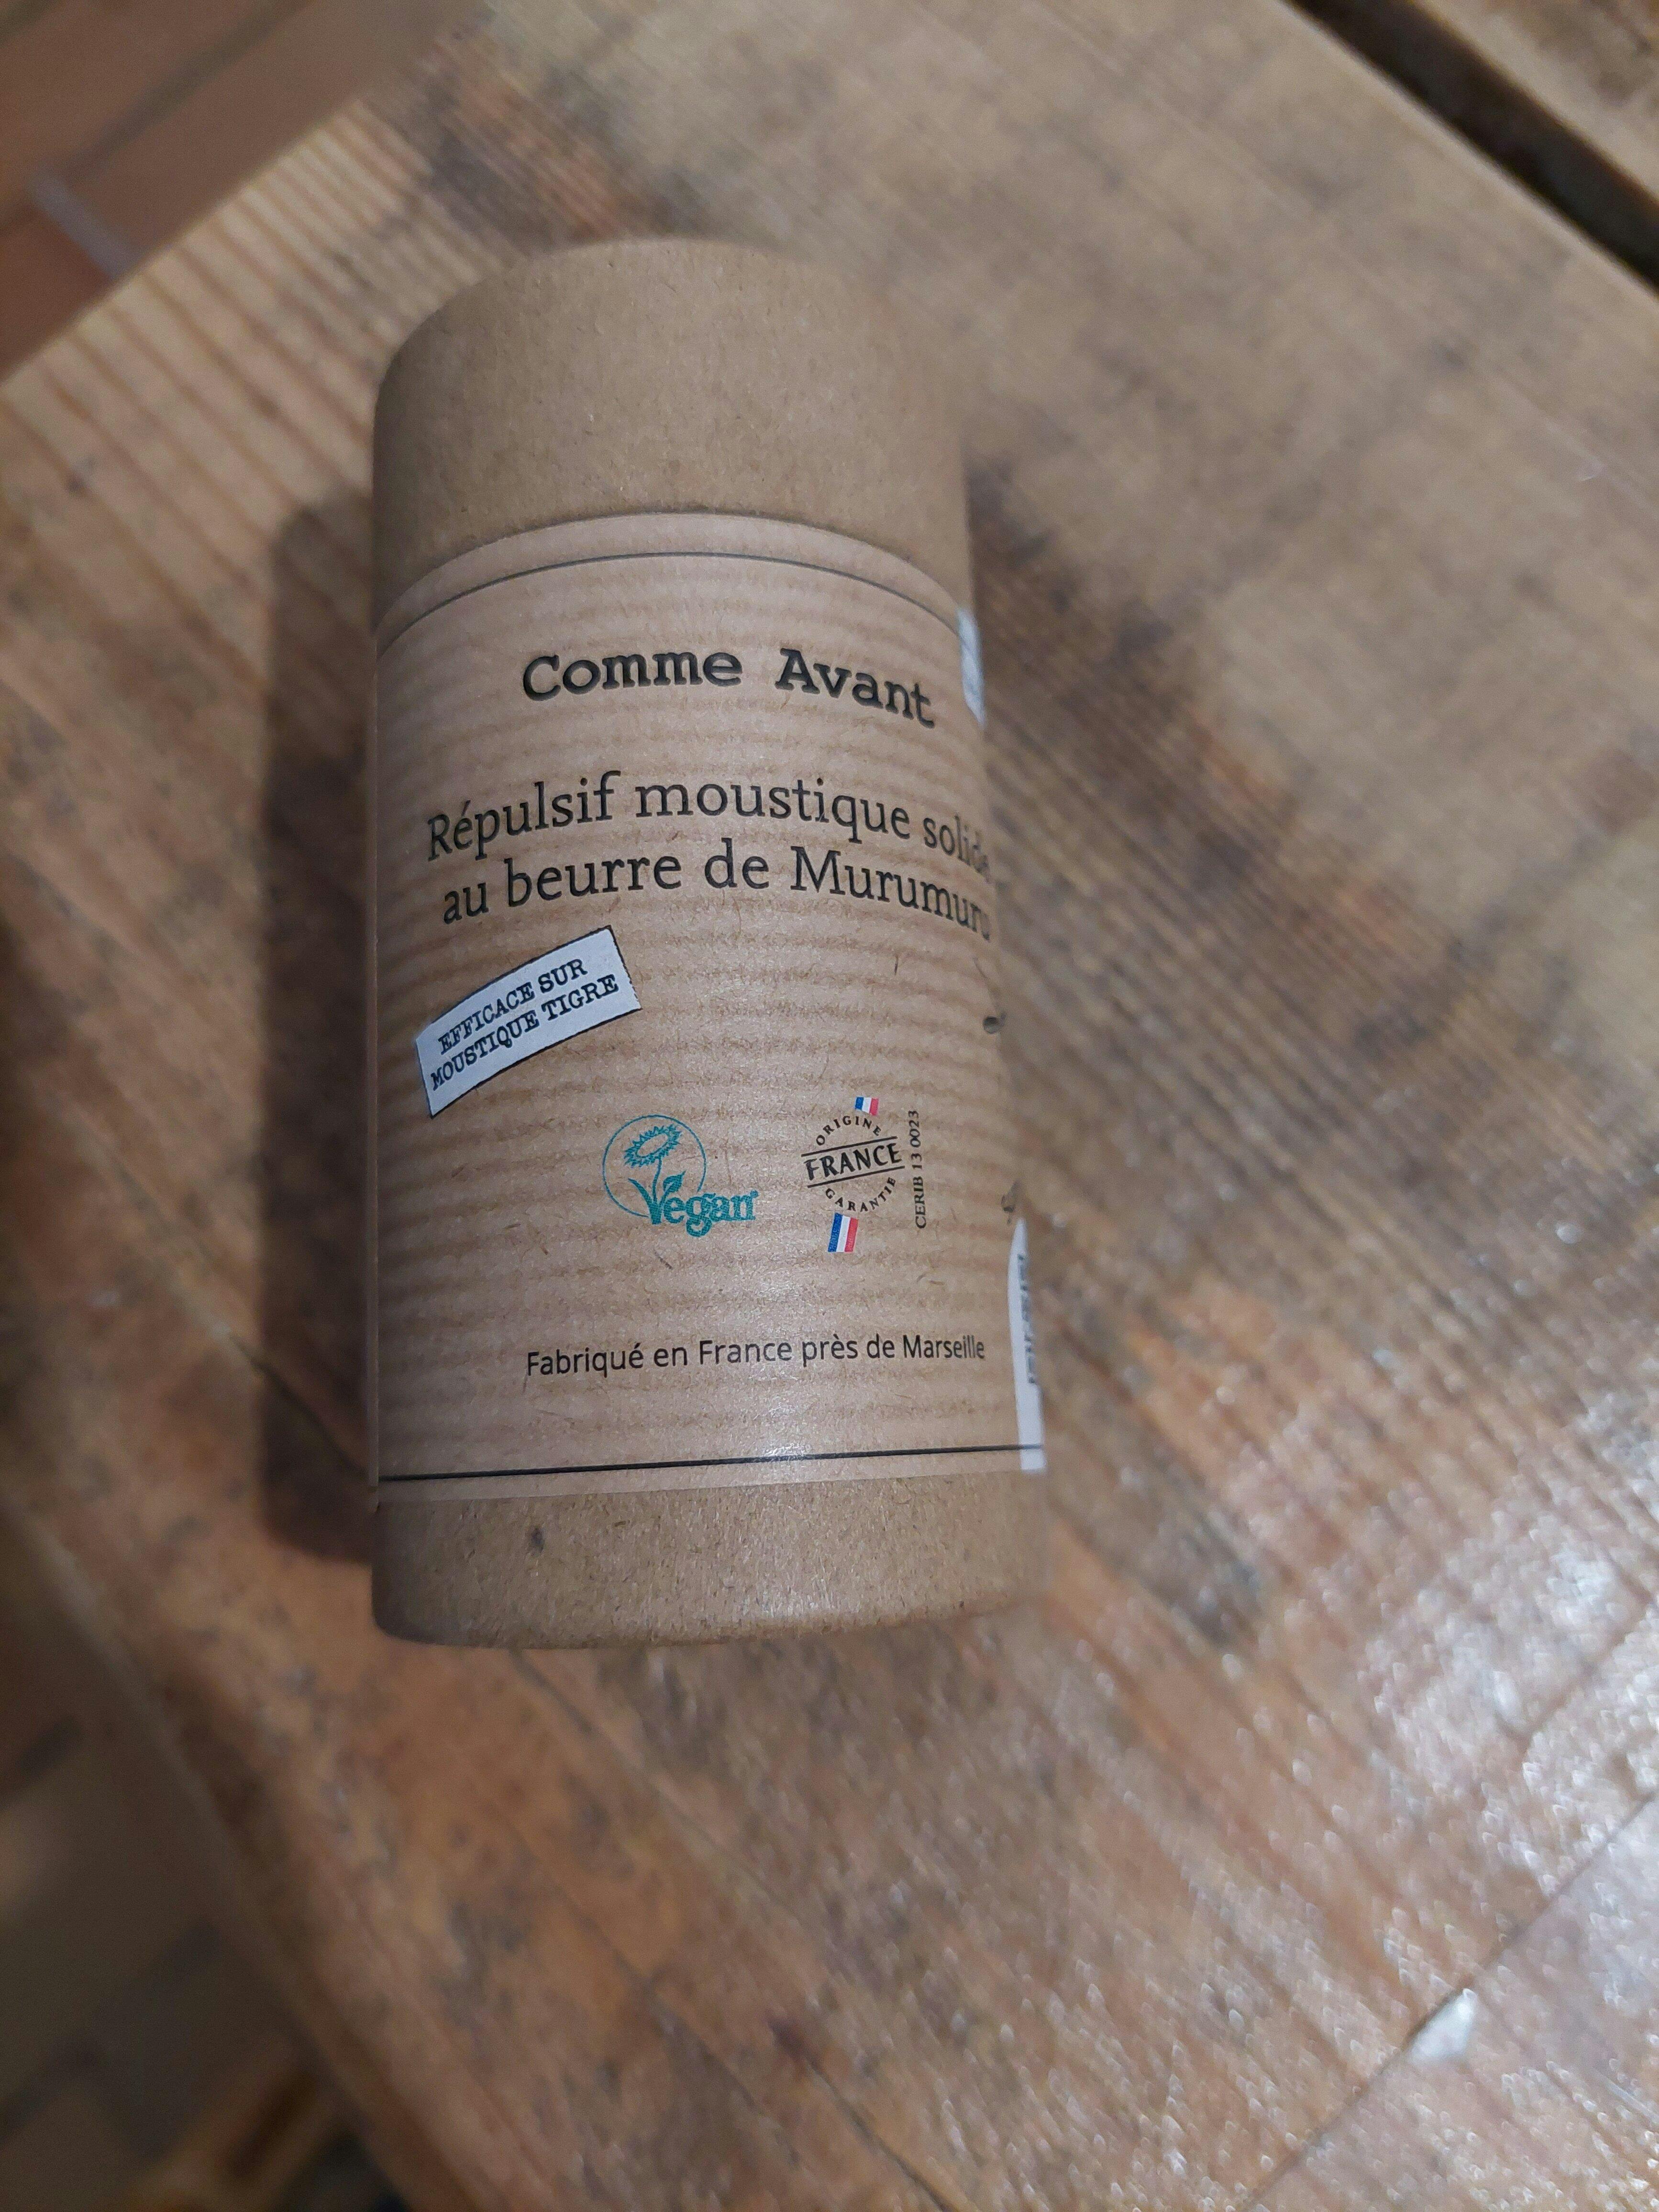 Comme Avant
Répulsif moustique solide
au beurre de Murumuru
EFFICACE SUR
MOUSTIQUE TIGRE
Vegan
ORIGINE
FRANCE
GARANTIE
CERIB 13 0023
Fabriqué en France près de Marseille